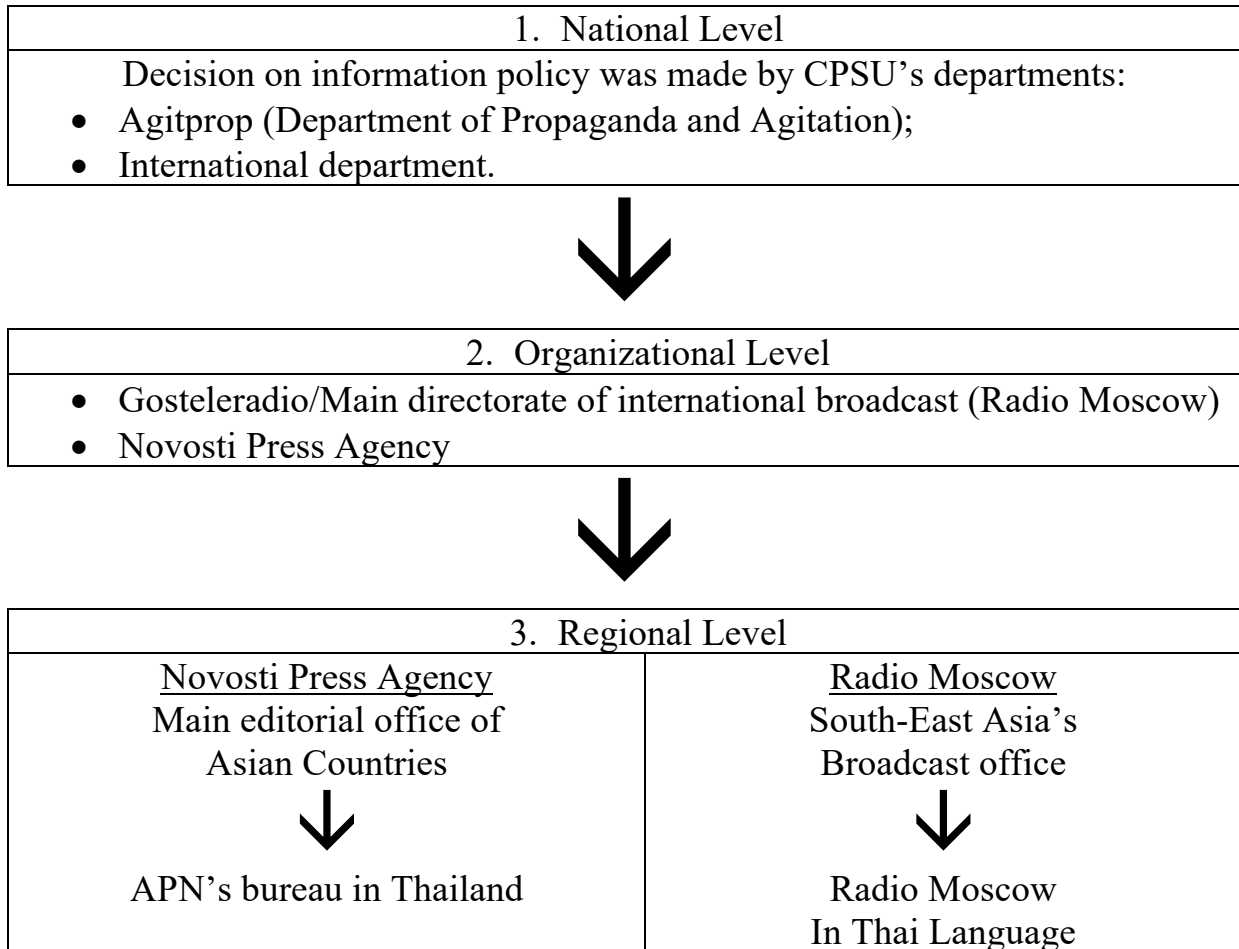 1. National Level
Decision on information policy was made by CPSU’s departments:
• Agitprop (Department of Propaganda and Agitation);
• International department.
2. Organizational Level
• Gosteleradio/Main directorate of international broadcast (Radio Moscow)
• Novosti Press Agency
3. Regional Level
Novosti Press Agency
Main editorial office of
Asian Countries
APN’s bureau in Thailand
Radio Moscow
South-East Asia’s
Broadcast office
Radio Moscow
In Thai Language